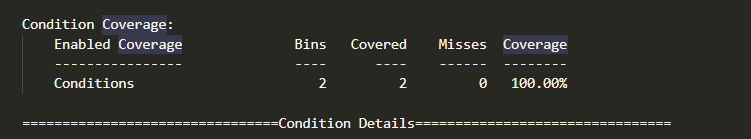 Condition Coverage:
Enabled Coverage Bins Covered Misses Coverage
---------------- ---- ---- ------ --------
Conditions 2 2 0 100.00%
================================Condition Details================================